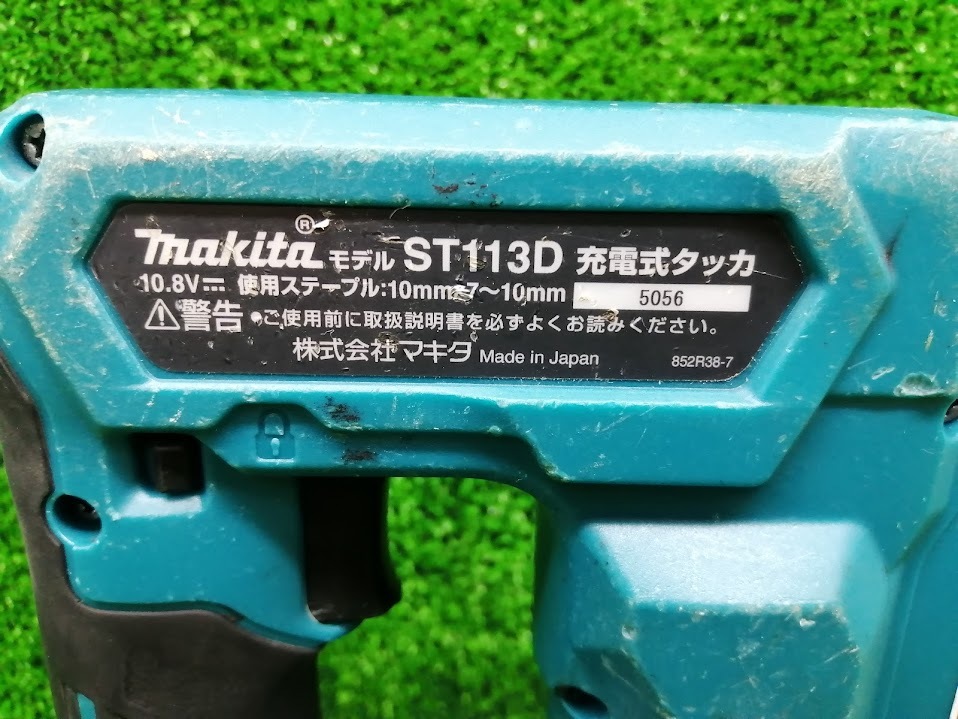 makita® モデル ST113D 充電式タッカ
10.8V⎓ 使用ステープル:10mm 7～10mm 5056
⚠警告 ●ご使用前に取扱説明書を必ずよくお読みください。
株式会社マキタ Made in Japan 852R38-7